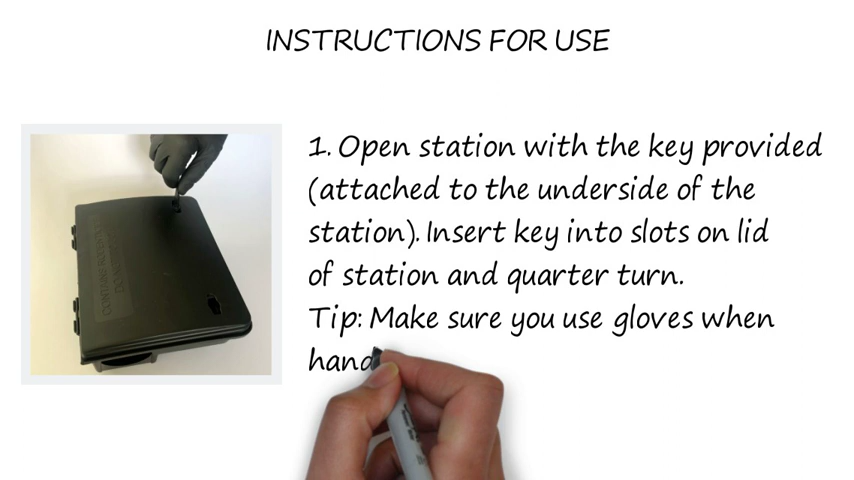 INSTRUCTIONS FOR USE
1. Open station with the key provided
(attached to the underside of the
station). Insert key into slots on lid
of station and quarter turn.
Tip: Make sure you use gloves when
hand